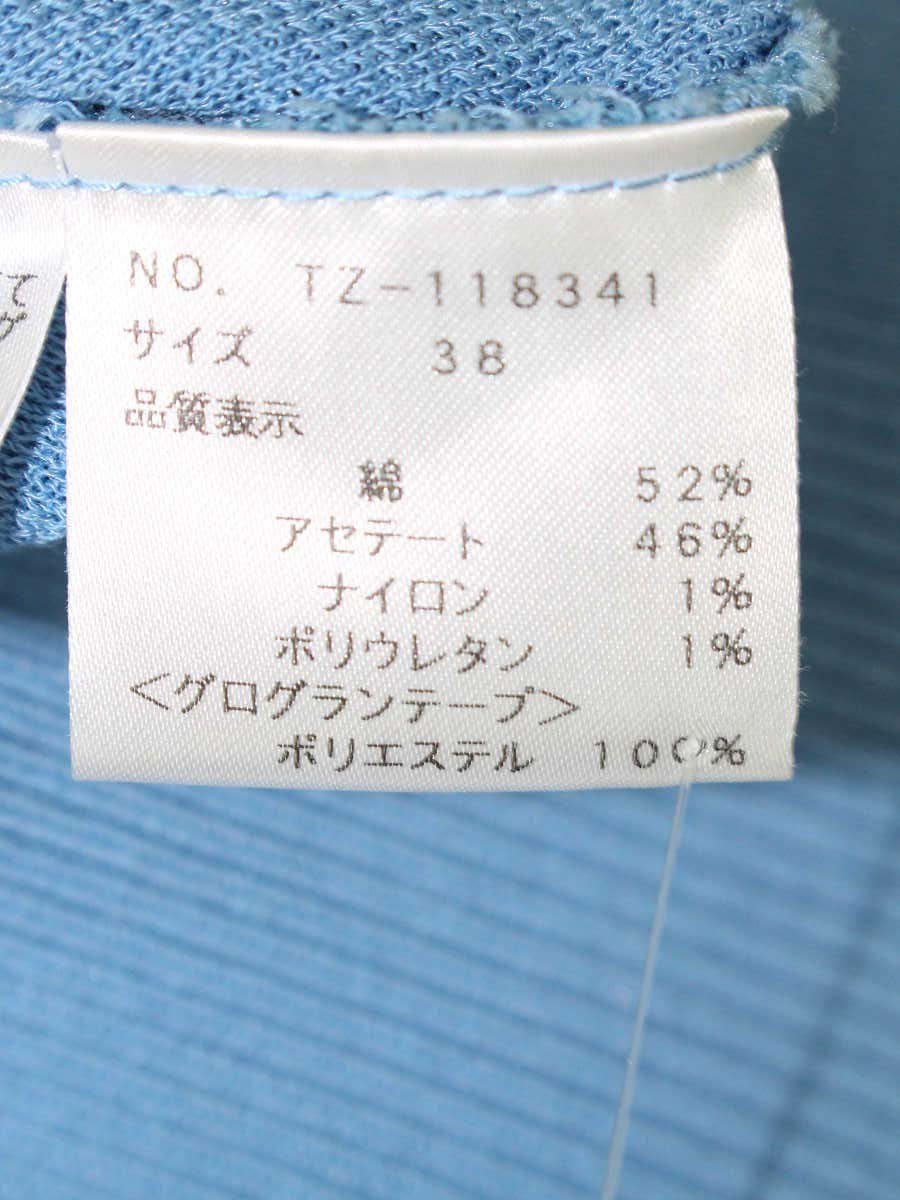 NO. TZ-118341
サイズ 38
品質表示
綿 52%
アセテート 46%
ナイロン 1%
ポリウレタン 1%
<グログランテープ>
ポリエステル 100%
て